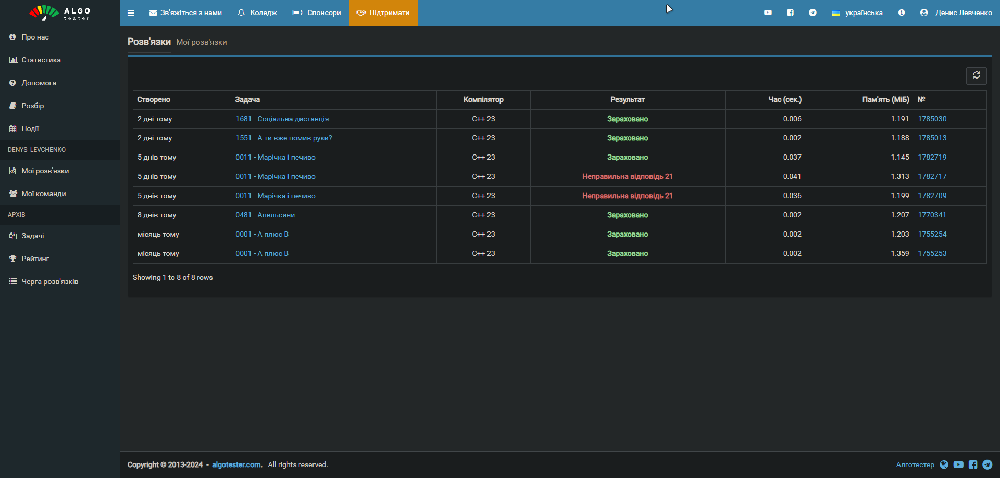 ALGO
tester
Зв'яжіться з нами
Коледж
Спонсори
Підтримати
українська
Денис Левченко
Про нас
Статистика
Допомога
Розбір
Події
DENYS_LEVCHENKO
Мої розв'язки
Мої команди
АРХІВ
Задачі
Рейтинг
Черга розв'язків
Розв'язки Мої розв'язки
Створено Задача Компілятор Результат Час (сек.) Пам'ять (МіБ) №
2 дні тому 1681 - Соціальна дистанція C++ 23 Зараховано 0.006 1.191 1785030
2 дні тому 1551 - А ти вже помив руки? C++ 23 Зараховано 0.002 1.188 1785013
5 днів тому 0011 - Марічка і печиво C++ 23 Зараховано 0.037 1.145 1782719
5 днів тому 0011 - Марічка і печиво C++ 23 Неправильна відповідь 21 0.041 1.313 1782717
5 днів тому 0011 - Марічка і печиво C++ 23 Неправильна відповідь 21 0.036 1.199 1782709
8 днів тому 0481 - Апельсини C++ 23 Зараховано 0.002 1.207 1770341
місяць тому 0001 - А плюс B C++ 23 Зараховано 0.002 1.203 1755254
місяць тому 0001 - А плюс B C++ 23 Зараховано 0.002 1.359 1755253
Showing 1 to 8 of 8 rows
Copyright © 2013-2024 - algotester.com. All rights reserved.
Алготестер